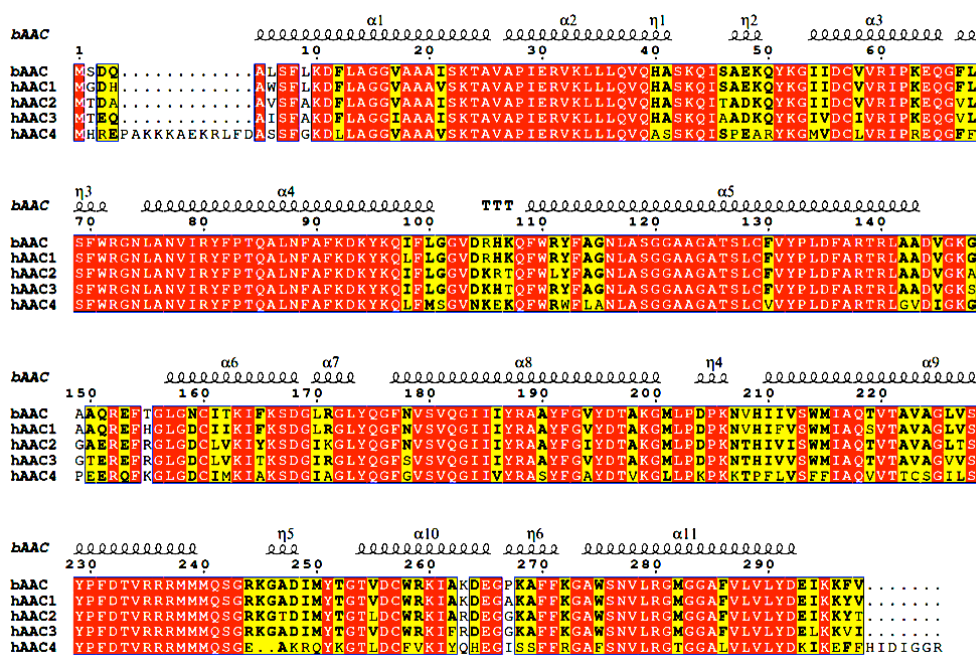 α1 α2 η1 η2 α3
bAAC
1 10 20 30 40 50 60
bAAC MSDQ............ALSFLKDFLAGGVAAAISKTAVAPIERVKLLLQVQHASKQISAEKQYKGIIDCVVRIPKEQGFL
hAAC1 MGDH............AWSFLKDFLAGGVAAAVSKTAVAPIERVKLLLQVQHASKQISAEKQYKGIIDCVVRIPKEQGFL
hAAC2 MTDA............AVSFAKDFLAGGVAAAISKTAVAPIERVKLLLQVQHASKQITADKQYKGIVDCIVRIPKEQGVL
hAAC3 MTEQ............AISFAKDFLAGGIAAAISKTAVAPIERVKLLLQVQHASKQIAADKQYKGIVDCIVRIPKEQGVL
hAAC4 MHREPAKKKAEKRLFDASSFGKDLLAGGVAAAVSKTAVAPIERVKLLLQVQASSKQISPEARYKGMVDCLVRIPREQGFL
η3 α4 TTT α5
bAAC
70 80 90 100 110 120 130 140
bAAC SFWRGNLANVIRYFPTQALNFAFKDKYKQIFLGGVDRHKQFWRYFAGNLASGGAAGATSLCFVYPLDFARTRLAADVGKG
hAAC1 SFWRGNLANVIRYFPTQALNFAFKDKYKQLFLGGVDRHKQFWRYFAGNLASGGAAGATSLCFVYPLDFARTRLAADVGKG
hAAC2 SFWRGNLANVIRYFPTQALNFAFKDKYKQIFLGGVDKRTQFWLYFAGNLASGGAAGATSLCFVYPLDFARTRLAADVGKA
hAAC3 SFWRGNLANVIRYFPTQALNFAFKDKYKQIFLGGVDKHTQFWRYFAGNLASGGAAGATSLCFVYPLDFARTRLAADVGKS
hAAC4 SFWRGNLANVIRYFPTQALNFAFKDKYKQLFMSGVNKEKQFWRWFLANLASGGAAGATSLCVVYPLDFARTRLGVDIGKG
α6 α7 α8 η4 α9
bAAC
150 160 170 180 190 200 210 220
bAAC AAQREFTGLGNCITKIFKSDGLRGLYQGFNVSVQGIIIYRAAYFGVYDTAKGMLPDPKNVHIIVSWMIAQTVTAVAGLVS
hAAC1 AAQREFHGLGDCIIKIFKSDGLRGLYQGFNVSVQGIIIYRAAYFGVYDTAKGMLPDPKNVHIFVSWMIAQSVTAVAGLVS
hAAC2 GAEREFRGLGDCLVKIYKSDGIKGLYQGFNVSVQGIIIYRAAYFGIYDTAKGMLPDPKNTHIVISWMIAQTVTAVAGLTS
hAAC3 GTEREFRGLGDCLVKITKSDGIRGLYQGFSVSVQGIIIYRAAYFGVYDTAKGMLPDPKNTHIVVSWMIAQTVTAVAGVVS
hAAC4 PEERQFKGLGDCIMKIAKSDGIAGLYQGFGVSVQGIIVYRASYFGAYDTVKGLLPKPKKTPFLVSFFIAQVVTTCSGILS
η5 α10 η6 α11
bAAC
230 240 250 260 270 280 290
bAAC YPFDTVRRRMMMQSGRKGADIMYTGTVDCWRKIAKDEGPKAFFKGAWSNVLRGMGGAFVLVLYDEIKKFV.......
hAAC1 YPFDTVRRRMMMQSGRKGADIMYTGTVDCWRKIAKDEGAKAFFKGAWSNVLRGMGGAFVLVLYDEIKKYV.......
hAAC2 YPFDTVRRRMMMQSGRKGTDIMYTGTLDCWRKIARDEGGKAFFKGAWSNVLRGMGGAFVLVLYDEIKKYT.......
hAAC3 YPFDTVRRRMMMQSGRKGADIMYTGTVDCWRKIFRDEGGKAFFKGAWSNVLRGMGGAFVLVLYDELKKVI.......
hAAC4 YPFDTVRRRMMMQSGE..AKRQYKGTLDCFVKIYQHEGISSFFRGAFSNVLRGTGGALVLVLYDKIKEFFHIDIGGR